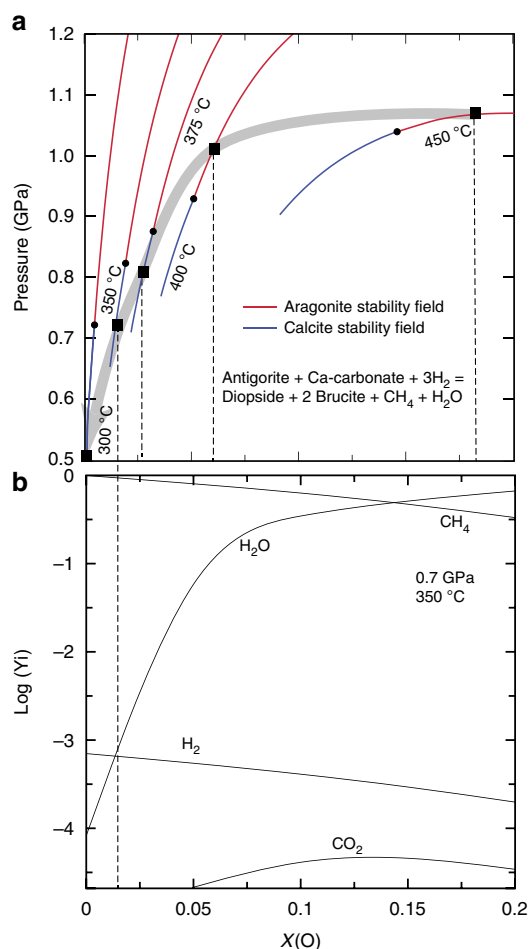 a
1.2
1.1
1.0
0.9
0.8
0.7
0.6
0.5
Pressure (GPa)
300 °C
350 °C
375 °C
400 °C
450 °C
Aragonite stability field
Calcite stability field
Antigorite + Ca-carbonate + 3H2 =
Diopside + 2 Brucite + CH4 + H2O
b
0
−1
−2
−3
−4
Log (Yi)
CH4
H2O
0.7 GPa
350 °C
H2
CO2
0
0.05
0.1
0.15
0.2
X(O)